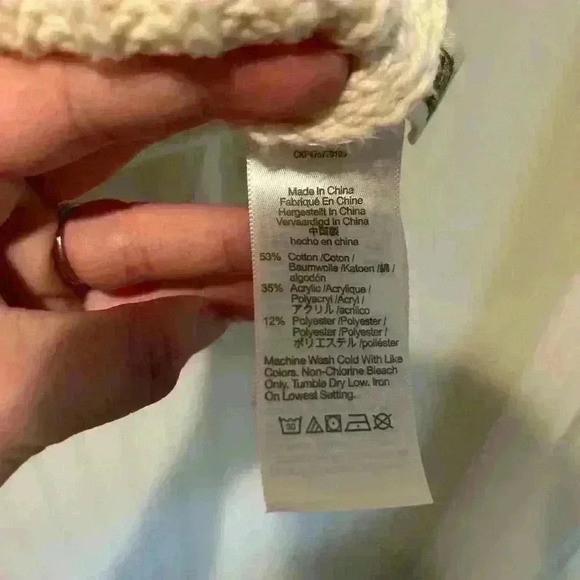 Made In China
Fabriqué En Chine
Hergestellt In China
Vervaardigd In China
中国製
hecho en china
53% Cotton /Coton /
Baumwolle /Katoen /綿 /
algodón
35% Acrylic /Acrylique /
Polyacryl /Acryl /
アクリル /acrílico
12% Polyester /Polyester /
Polyester /Polyester /
ポリエステル /poliéster
Machine Wash Cold With Like
Colors. Non-Chlorine Bleach
Only. Tumble Dry Low. Iron
On Lowest Setting.
30